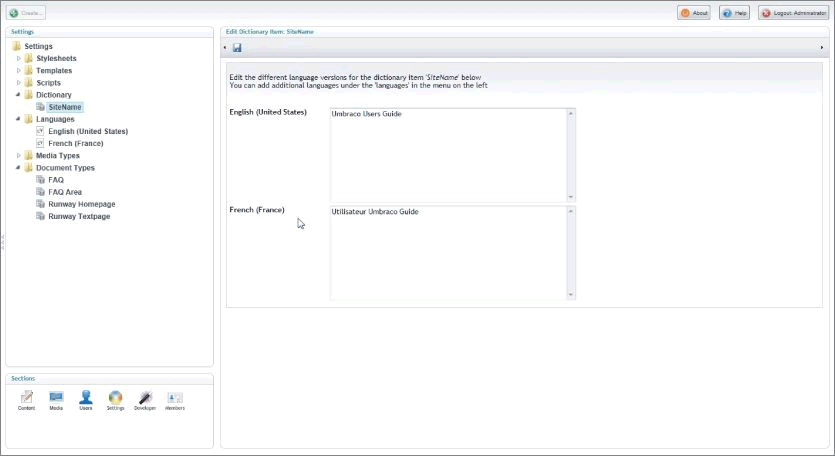 Create...
About
Help
Logout: Administrator
Settings
Settings
Stylesheets
Templates
Scripts
Dictionary
SiteName
Languages
English (United States)
French (France)
Media Types
Document Types
FAQ
FAQ Area
Runway Homepage
Runway Textpage
Sections
Content
Media
Users
Settings
Developer
Members
Edit Dictionary Item: SiteName
Edit the different language versions for the dictionary item 'SiteName' below
You can add additional languages under the 'languages' in the menu on the left
English (United States)
Umbraco Users Guide
French (France)
Utilisateur Umbraco Guide